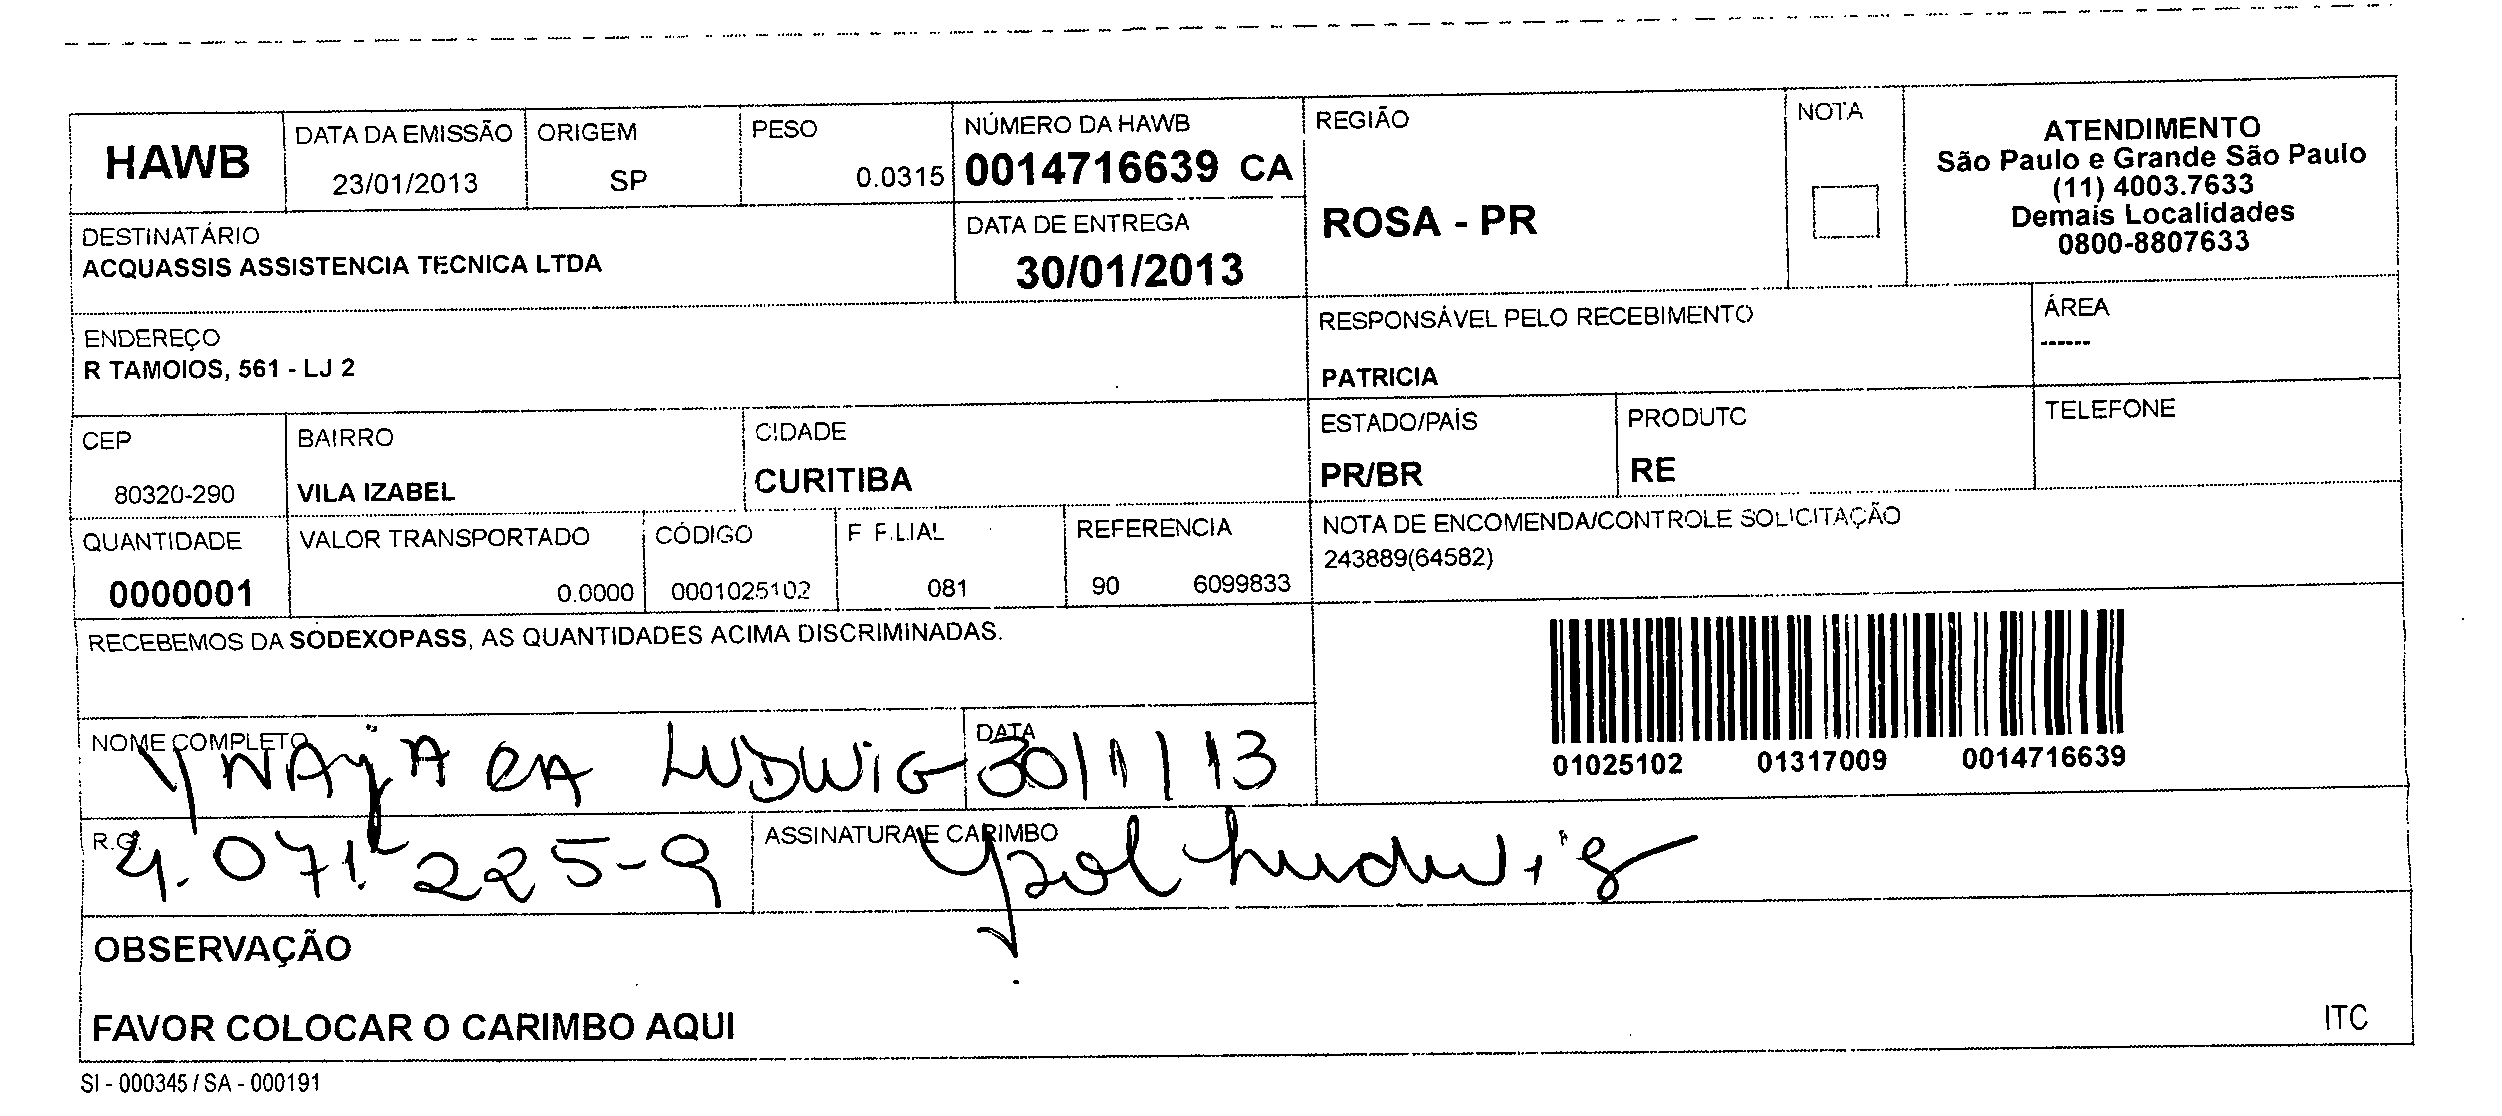 HAWB
DATA DA EMISSÃO
23/01/2013
ORIGEM
SP
PESO
0.0315
NÚMERO DA HAWB
0014716639 CA
REGIÃO
ROSA - PR
NOTA
ATENDIMENTO
São Paulo e Grande São Paulo
(11) 4003.7633
Demais Localidades
0800-8807633
DESTINATÁRIO
ACQUASSIS ASSISTENCIA TECNICA LTDA
DATA DE ENTREGA
30/01/2013
ENDEREÇO
R TAMOIOS, 561 - LJ 2
RESPONSÁVEL PELO RECEBIMENTO
PATRICIA
ÁREA
------
CEP
80320-290
BAIRRO
VILA IZABEL
CIDADE
CURITIBA
ESTADO/PAÍS
PR/BR
PRODUTC
RE
TELEFONE
QUANTIDADE
0000001
VALOR TRANSPORTADO
0.0000
CÓDIGO
0001025102
F F.LIAL
081
REFERENCIA
90 6099833
NOTA DE ENCOMENDA/CONTROLE SOLICITAÇÃO
243889(64582)
RECEBEMOS DA SODEXOPASS, AS QUANTIDADES ACIMA DISCRIMINADAS.
01025102 01317009 0014716639
NOME COMPLETO
YNAJARA LUDWIG
DATA
30/1/13
R.G.
4.071.225-9
ASSINATURA E CARIMBO
Ludwig
OBSERVAÇÃO
FAVOR COLOCAR O CARIMBO AQUI
ITC
SI - 000345 / SA - 000191